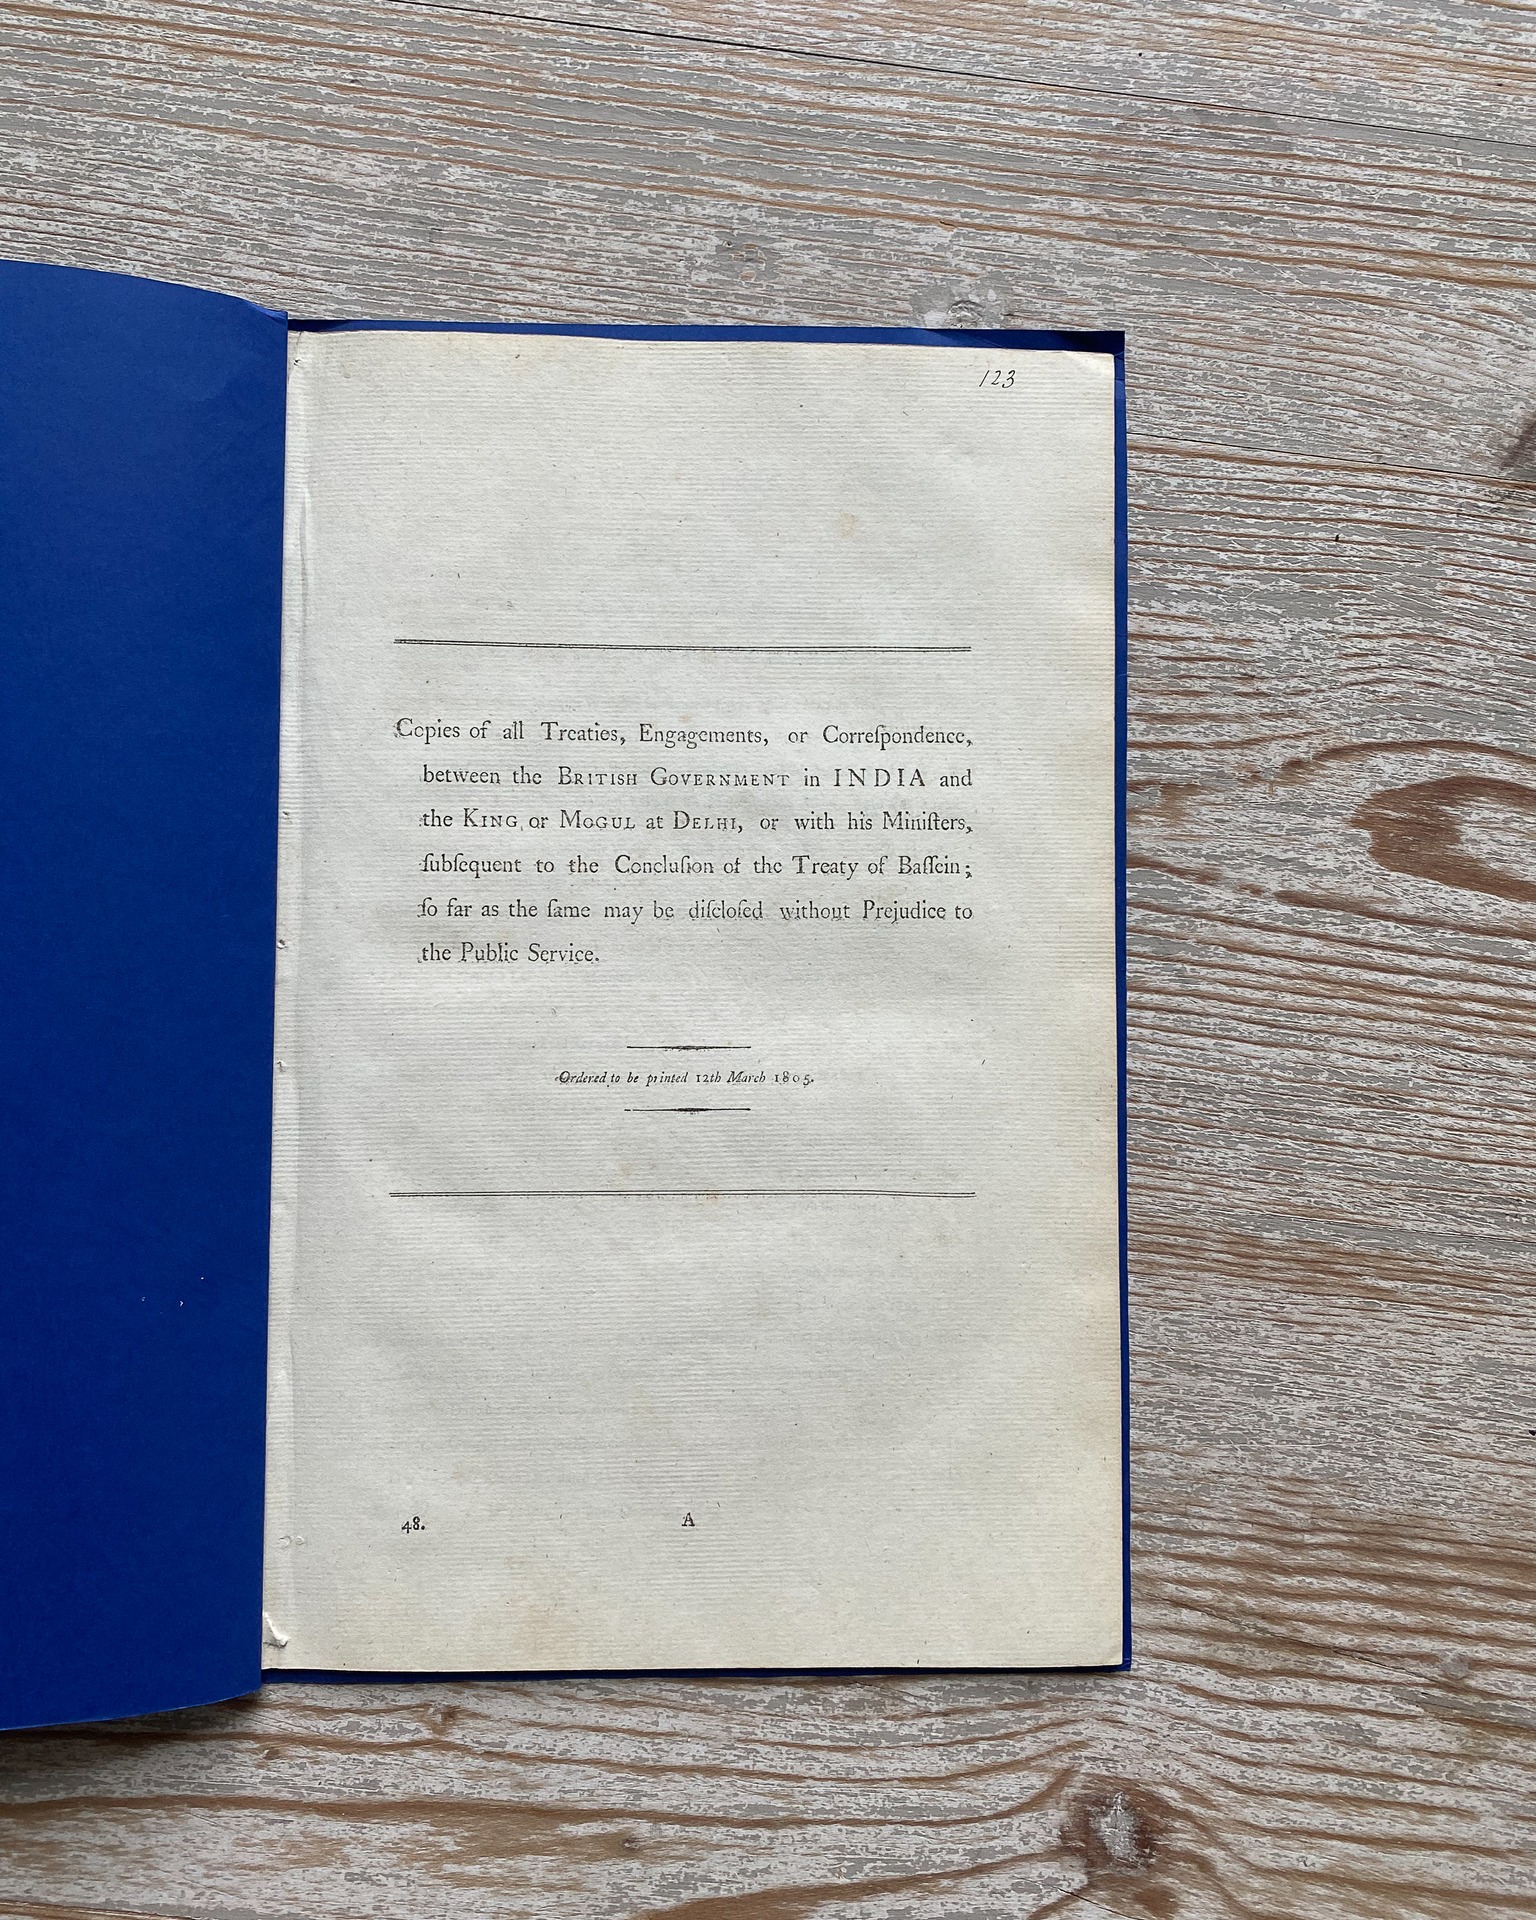 123
Copies of all Treaties, Engagements, or Correſpondence,
between the BRITISH GOVERNMENT in INDIA and
the KING or MOGUL at DELHI, or with his Miniſters,
ſubſequent to the Concluſion of the Treaty of Baſſein;
ſo far as the ſame may be diſcloſed without Prejudice to
the Public Service.
Ordered to be printed 12th March 1805.
48. A